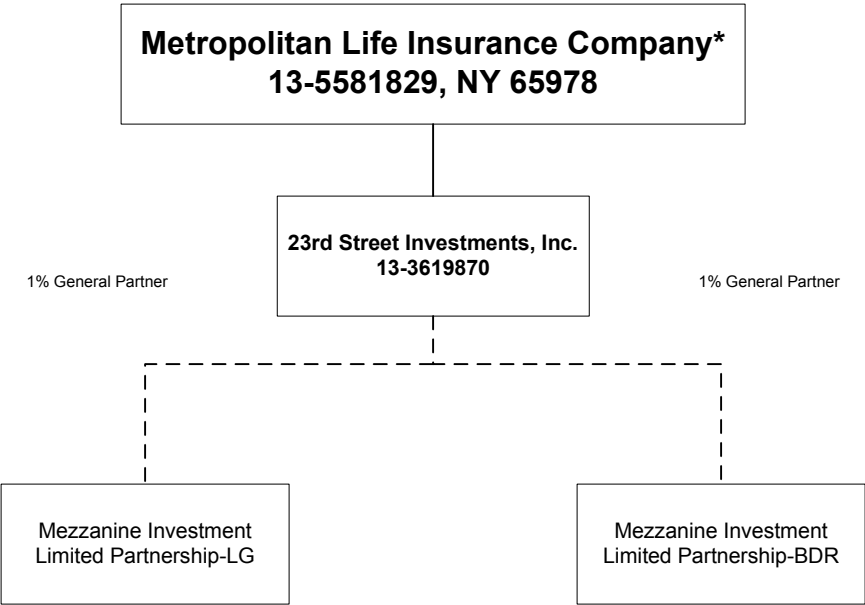 Metropolitan Life Insurance Company*
13-5581829, NY 65978
23rd Street Investments, Inc.
13-3619870
1% General Partner
1% General Partner
Mezzanine Investment
Limited Partnership-LG
Mezzanine Investment
Limited Partnership-BDR